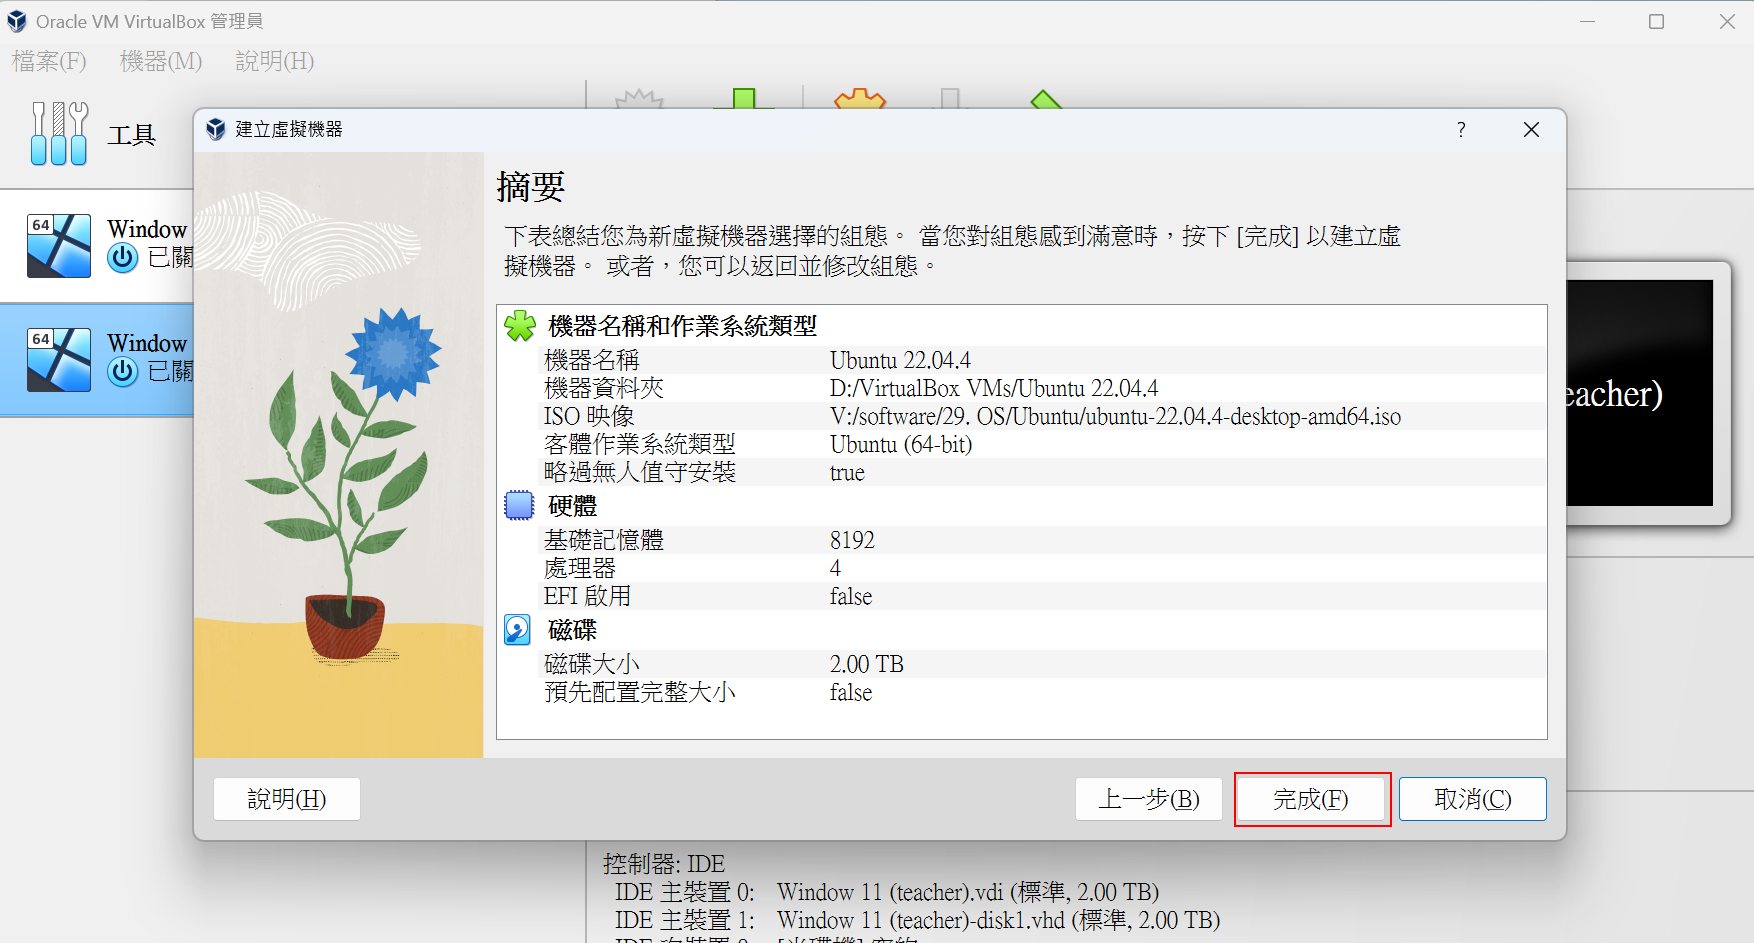 Oracle VM VirtualBox 管理員
檔案(F) 機器(M) 說明(H)
工具
64 Window
已關
64 Window
已關
建立虛擬機器
?
摘要
下表總結您為新虛擬機器選擇的組態。 當您對組態感到滿意時，按下 [完成] 以建立虛
擬機器。 或者，您可以返回並修改組態。
機器名稱和作業系統類型
機器名稱 Ubuntu 22.04.4
機器資料夾 D:/VirtualBox VMs/Ubuntu 22.04.4
ISO 映像 V:/software/29. OS/Ubuntu/ubuntu-22.04.4-desktop-amd64.iso
客體作業系統類型 Ubuntu (64-bit)
略過無人值守安裝 true
硬體
基礎記憶體 8192
處理器 4
EFI 啟用 false
磁碟
磁碟大小 2.00 TB
預先配置完整大小 false
說明(H) 上一步(B) 完成(F) 取消(C)
eacher)
控制器: IDE
IDE 主裝置 0: Window 11 (teacher).vdi (標準, 2.00 TB)
IDE 主裝置 1: Window 11 (teacher)-disk1.vhd (標準, 2.00 TB)